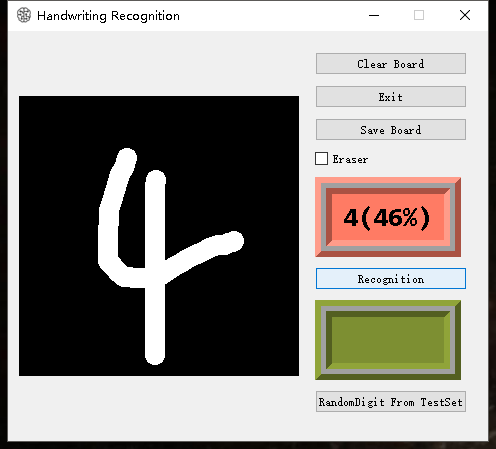 Handwriting Recognition
Clear Board
Exit
Save Board
Eraser
4
4(46%)
Recognition
RandomDigit From TestSet